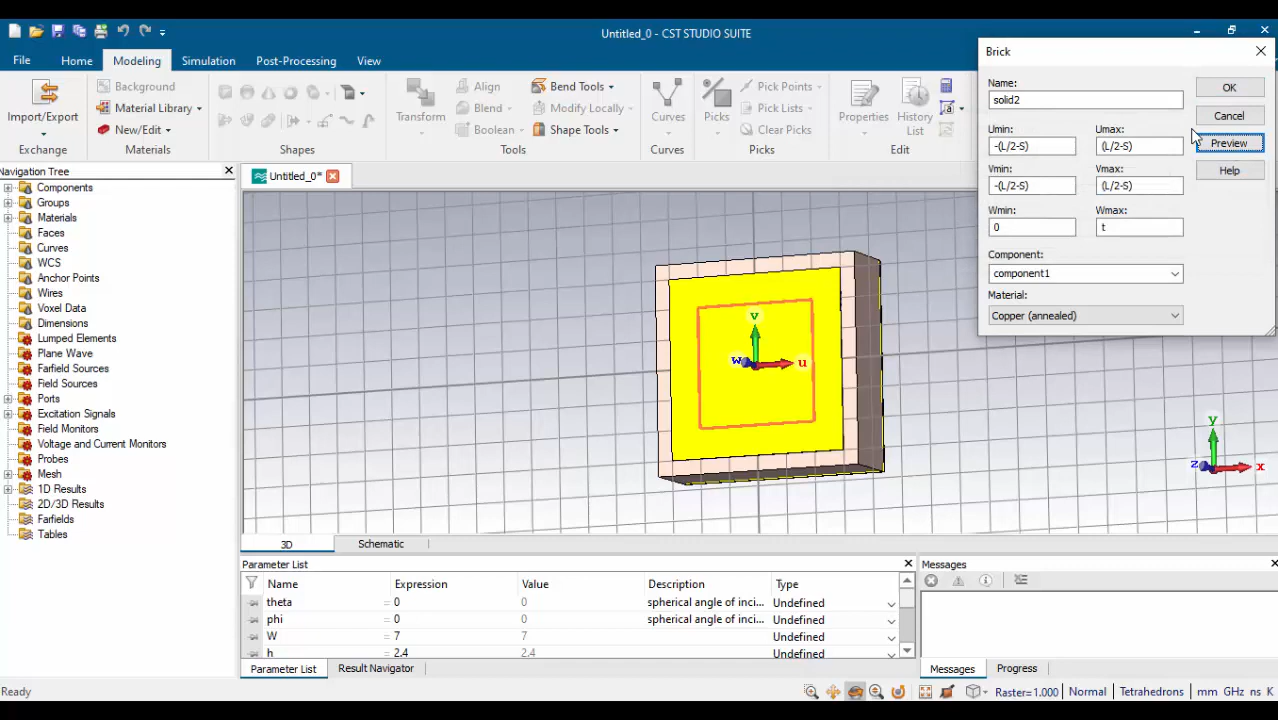 Untitled_0 - CST STUDIO SUITE
File
Home
Modeling
Simulation
Post-Processing
View
Import/Export
Exchange
Background
Material Library
New/Edit
Materials
Shapes
Transform
Align
Blend
Boolean
Bend Tools
Modify Locally
Shape Tools
Tools
Curves
Curves
Picks
Pick Points
Pick Lists
Clear Picks
Picks
Properties
History
List
Edit
Brick
Name:
solid2
OK
Cancel
Preview
Help
Umin:
Umax:
-(L/2-S)
(L/2-S)
Vmin:
Vmax:
-(L/2-S)
(L/2-S)
Wmin:
Wmax:
0
t
Component:
component1
Material:
Copper (annealed)
Navigation Tree
Components
Groups
Materials
Faces
Curves
WCS
Anchor Points
Wires
Voxel Data
Dimensions
Lumped Elements
Plane Wave
Farfield Sources
Field Sources
Ports
Excitation Signals
Field Monitors
Voltage and Current Monitors
Probes
Mesh
1D Results
2D/3D Results
Farfields
Tables
Untitled_0*
v
w
u
y
z
x
3D
Schematic
Parameter List
Name Expression Value Description Type
theta = 0 0 spherical angle of inci... Undefined
phi = 0 0 spherical angle of inci... Undefined
W = 7 7 Undefined
h = 2.4 2.4 Undefined
Parameter List
Result Navigator
Messages
Messages
Progress
Ready
Raster=1.000
Normal
Tetrahedrons
mm GHz ns K